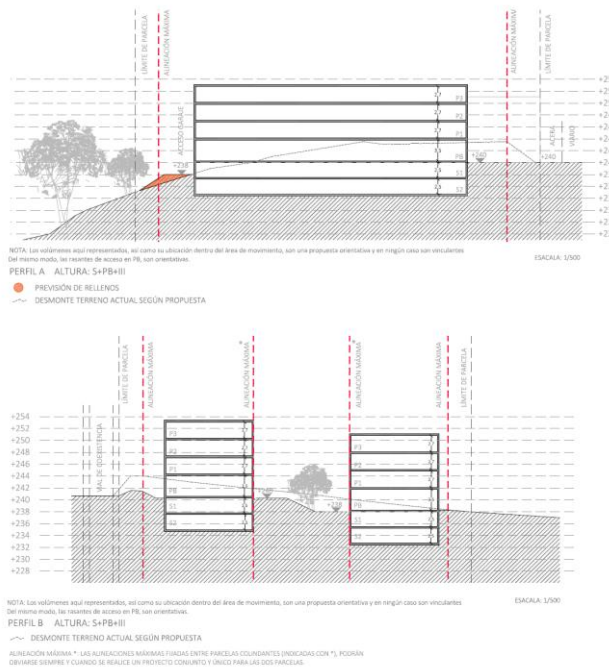 LÍMITE DE PARCELA
ALINEACIÓN MÁXIMA
ACCESO GARAJE
ALINEACIÓN MÁXIMA
LÍMITE DE PARCELA
ACERA
VIARIO
P3
P2
P1
PB
S1
S2
+238
+240
+240
NOTA: Los volúmenes aquí representados, así como su ubicación dentro del área de movimiento, son una propuesta orientativa y en ningún caso son vinculantes
Del mismo modo, las rasantes de acceso en PB, son orientativas.
ESACALA: 1/500
PERFIL A ALTURA: S+PB+III
PREVISIÓN DE RELLENOS
DESMONTE TERRENO ACTUAL SEGÚN PROPUESTA
LÍMITE DE PARCELA
ALINEACIÓN MÁXIMA
ALINEACIÓN MÁXIMA *
ALINEACIÓN MÁXIMA *
ALINEACIÓN MÁXIMA
LÍMITE DE PARCELA
VIAL DE COEXISTENCIA
+254
+252
+250
+248
+246
+244
+242
+240
+238
+236
+234
+232
+230
+228
P3
P2
P1
PB
S1
S2
P3
P2
P1
PB
S1
NOTA: Los volúmenes aquí representados, así como su ubicación dentro del área de movimiento, son una propuesta orientativa y en ningún caso son vinculantes
Del mismo modo, las rasantes de acceso en PB, son orientativas.
ESACALA: 1/500
PERFIL B ALTURA: S+PB+III
DESMONTE TERRENO ACTUAL SEGÚN PROPUESTA
ALINEACIÓN MÁXIMA *. LAS ALINEACIONES MÁXIMAS FIJADAS ENTRE PARCELAS COLINDANTES (INDICADAS CON *), PODRÁN
OBVIARSE SIEMPRE Y CUANDO SE REALICE UN PROYECTO CONJUNTO Y ÚNICO PARA LAS DOS PARCELAS.